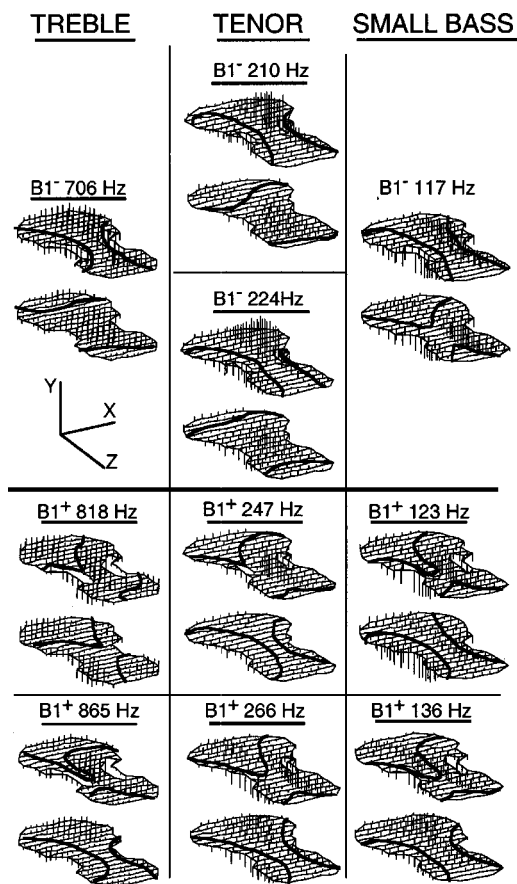 TREBLE TENOR SMALL BASS
B1⁻ 210 Hz
B1⁻ 706 Hz
B1⁻ 117 Hz
B1⁻ 224Hz
Y
X
Z
B1⁺ 818 Hz
B1⁺ 247 Hz
B1⁺ 123 Hz
B1⁺ 865 Hz
B1⁺ 266 Hz
B1⁺ 136 Hz